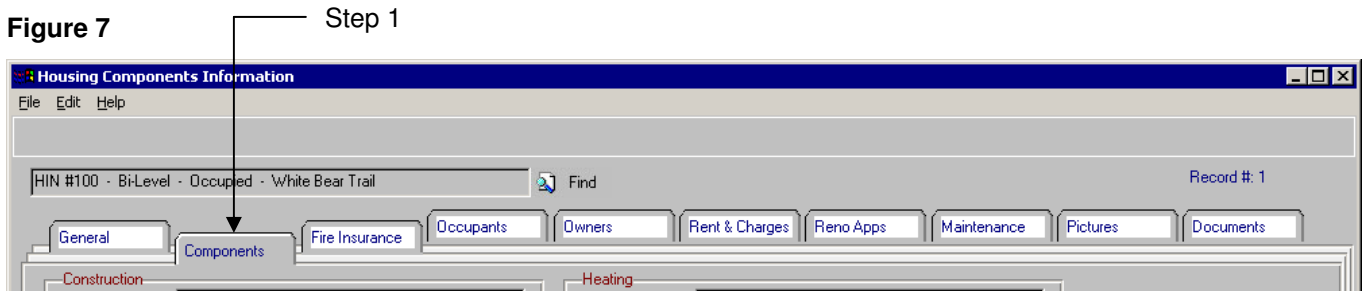 Figure 7
Step 1
Housing Components Information
File Edit Help
HIN #100 - Bi-Level - Occupied - White Bear Trail Find Record #: 1
General Components Fire Insurance Occupants Owners Rent & Charges Reno Apps Maintenance Pictures Documents
Construction Heating